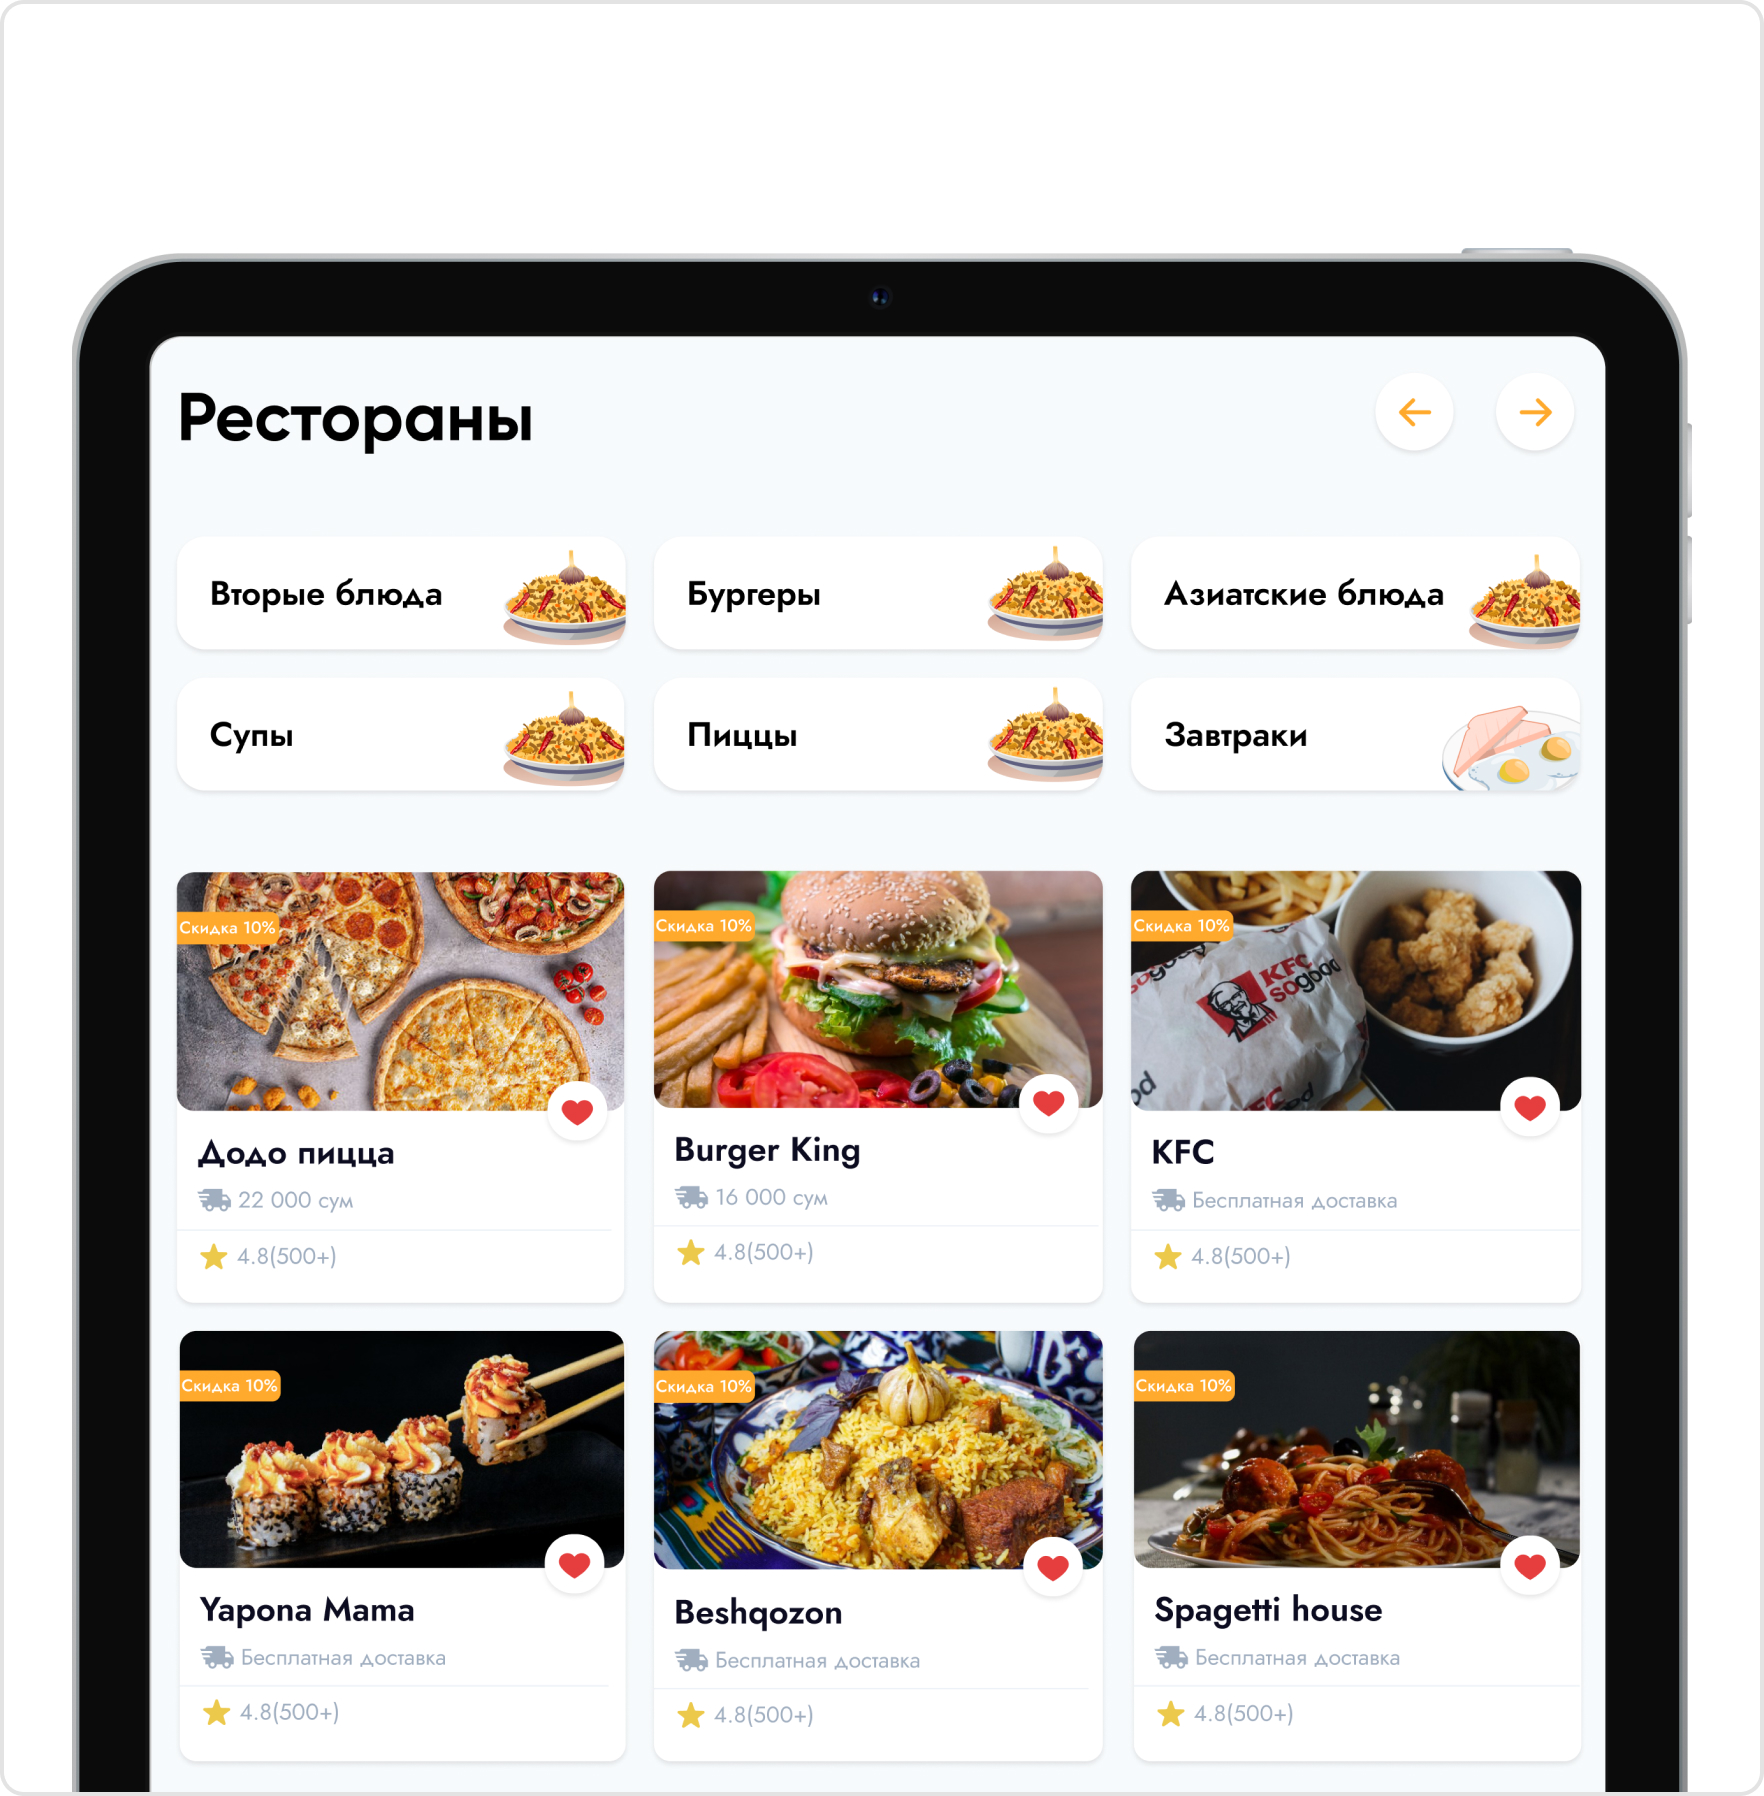 Рестораны
Вторые блюда
Бургеры
Азиатские блюда
Супы
Пиццы
Завтраки
Скидка 10%
Скидка 10%
Скидка 10%
KFC
sogood
sogood
Додо пицца
Burger King
KFC
22 000 сум
16 000 сум
Бесплатная доставка
4.8(500+)
4.8(500+)
4.8(500+)
Скидка 10%
Скидка 10%
Скидка 10%
Yapona Mama
Beshqozon
Spagetti house
Бесплатная доставка
Бесплатная доставка
Бесплатная доставка
4.8(500+)
4.8(500+)
4.8(500+)